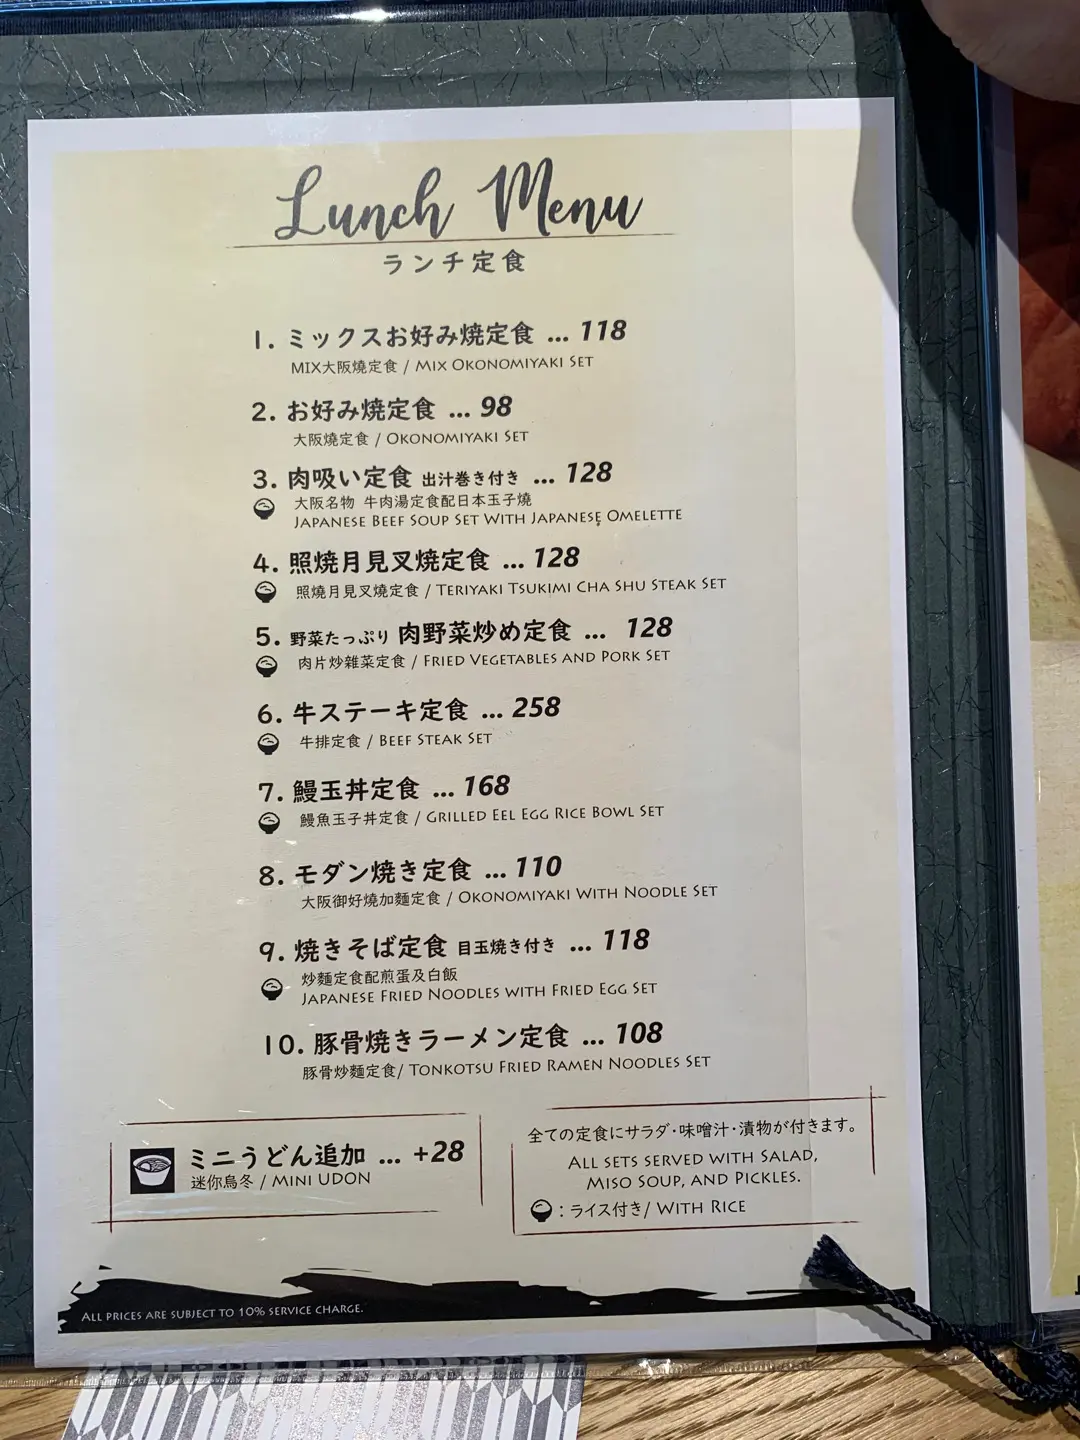 Lunch Menu
ランチ定食
1. ミックスお好み焼定食 ... 118
MIX大阪燒定食 / MIX OKONOMIYAKI SET
2. お好み焼定食 ... 98
大阪燒定食 / OKONOMIYAKI SET
3. 肉吸い定食 出汁巻き付き ... 128
大阪名物 牛肉湯定食配日本玉子燒
JAPANESE BEEF SOUP SET WITH JAPANESE OMELETTE
4. 照焼月見叉焼定食 ... 128
照燒月見叉燒定食 / TERIYAKI TSUKIMI CHA SHU STEAK SET
5. 野菜たっぷり 肉野菜炒め定食 ... 128
肉片炒雜菜定食 / FRIED VEGETABLES AND PORK SET
6. 牛ステーキ定食 ... 258
牛排定食 / BEEF STEAK SET
7. 鰻玉丼定食 ... 168
鰻魚玉子丼定食 / GRILLED EEL EGG RICE BOWL SET
8. モダン焼き定食 ... 110
大阪御好燒加麵定食 / OKONOMIYAKI WITH NOODLE SET
9. 焼きそば定食 目玉焼き付き ... 118
炒麵定食配煎蛋及白飯
JAPANESE FRIED NOODLES WITH FRIED EGG SET
10. 豚骨焼きラーメン定食 ... 108
豚骨炒麵定食/ TONKOTSU FRIED RAMEN NOODLES SET
ミニうどん追加 ... +28
迷你烏冬 / MINI UDON
全ての定食にサラダ・味噌汁・漬物が付きます。
ALL SETS SERVED WITH SALAD,
MISO SOUP, AND PICKLES.
: ライス付き/ WITH RICE
ALL PRICES ARE SUBJECT TO 10% SERVICE CHARGE.